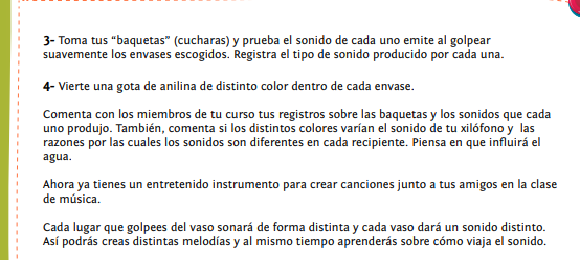 3- Toma tus “baquetas” (cucharas) y prueba el sonido de cada uno emite al golpear
suavemente los envases escogidos. Registra el tipo de sonido producido por cada una.
4- Vierte una gota de anilina de distinto color dentro de cada envase.
Comenta con los miembros de tu curso tus registros sobre las baquetas y los sonidos que cada
uno produjo. También, comenta si los distintos colores varían el sonido de tu xilófono y las
razones por las cuales los sonidos son diferentes en cada recipiente. Piensa en que influirá el
agua.
Ahora ya tienes un entretenido instrumento para crear canciones junto a tus amigos en la clase
de música.
Cada lugar que golpees del vaso sonará de forma distinta y cada vaso dará un sonido distinto.
Así podrás creas distintas melodías y al mismo tiempo aprenderás sobre cómo viaja el sonido.